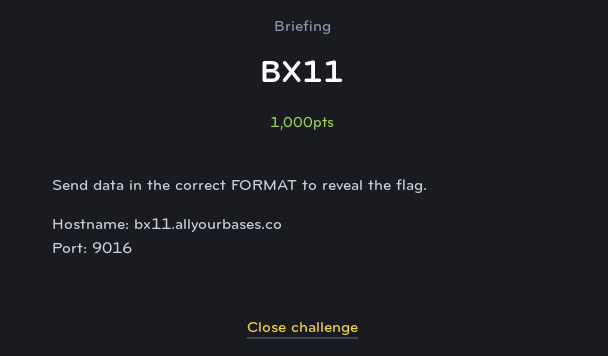 Briefing
BX11
1,000pts
Send data in the correct FORMAT to reveal the flag.
Hostname: bx11.allyourbases.co
Port: 9016
Close challenge